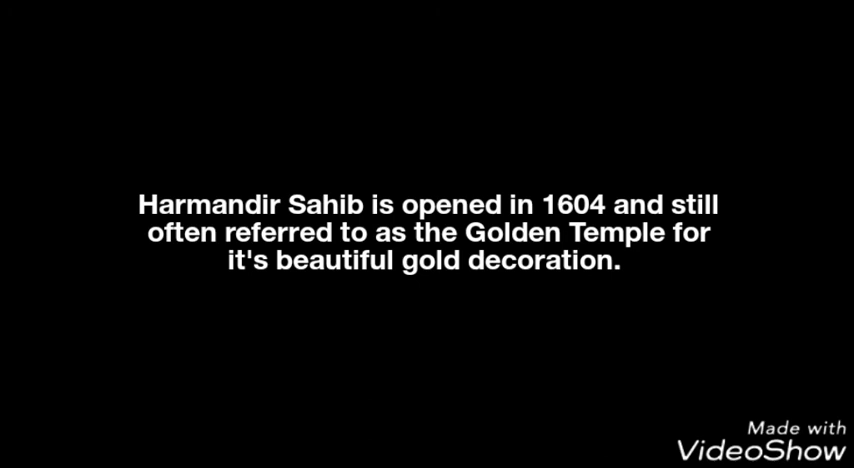 Harmandir Sahib is opened in 1604 and still
often referred to as the Golden Temple for
it's beautiful gold decoration.
Made with
VideoShow